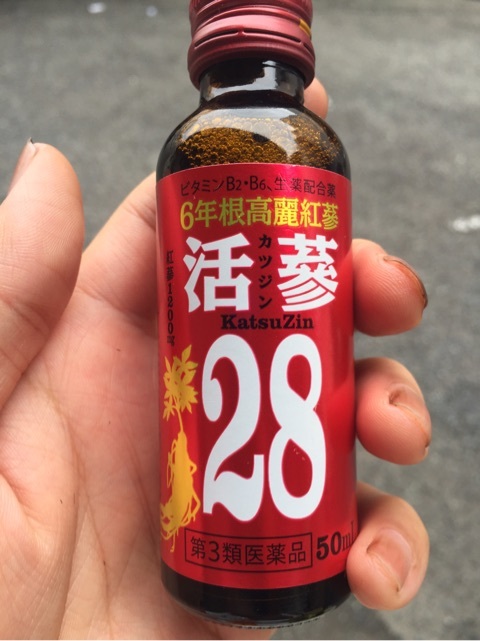 ビタミンB2・B6、生薬配合薬
6年根高麗紅蔘
活蔘
カツジン
KatsuZin
紅蔘1200mg
28
第3類医薬品
50ml